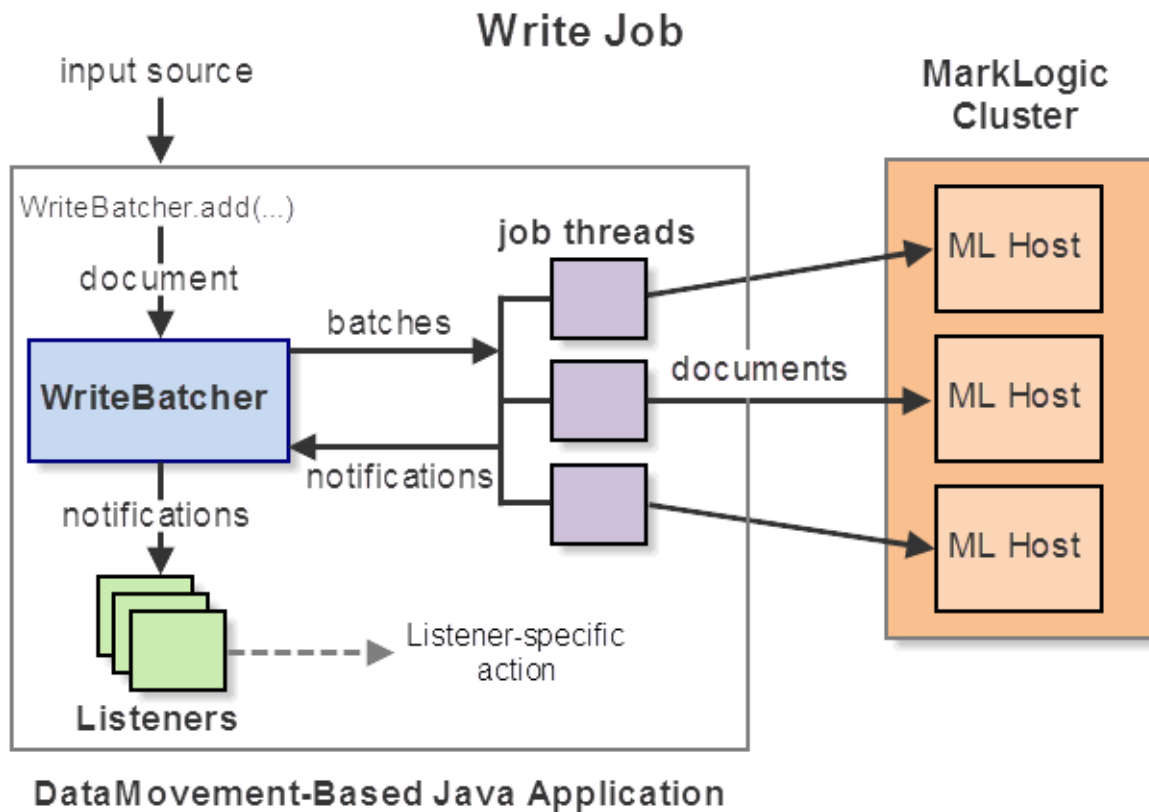 Write Job
input source
MarkLogic
Cluster
WriteBatcher.add(...)
job threads
ML Host
document
batches
documents
WriteBatcher
ML Host
notifications
notifications
ML Host
Listener-specific
action
Listeners
DataMovement-Based Java Application